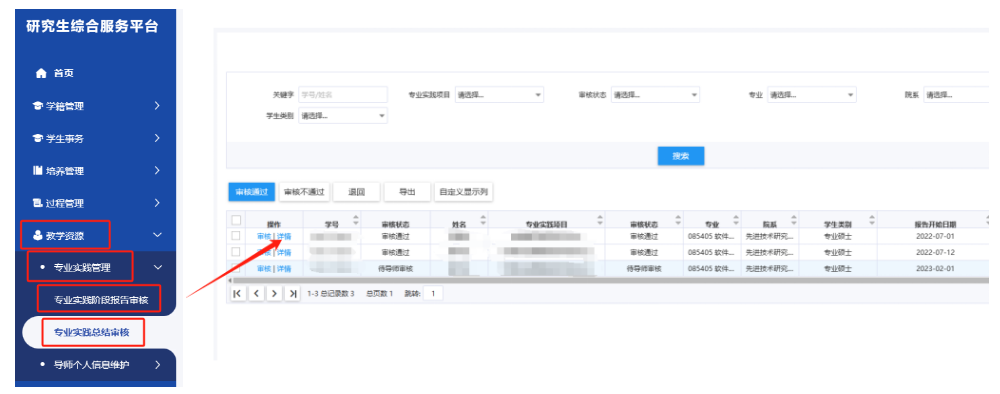 研究生综合服务平台
首页
学籍管理
学生事务
培养管理
过程管理
教学资源
专业实践管理
专业实践阶段报告审核
专业实践总结审核
导师个人信息维护
关键字 学号/姓名 专业实践项目 请选择... 审核状态 请选择... 专业 请选择... 院系 请选择...
学生类别 请选择...
搜索
审核通过 审核不通过 退回 导出 自定义显示列
操作 学号 审核状态 姓名 专业实践项目 审核状态 专业 院系 学生类别 报告开始日期
审核 | 详情 审核通过 审核通过 085405 软件... 先进技术研究... 专业硕士 2022-07-01
审核 | 详情 审核通过 审核通过 085405 软件... 先进技术研究... 专业硕士 2022-07-12
审核 | 详情 待导师审核 待导师审核 085405 软件... 先进技术研究... 专业硕士 2023-02-01
1-3 总记录数 3 总页数 1 跳转: 1